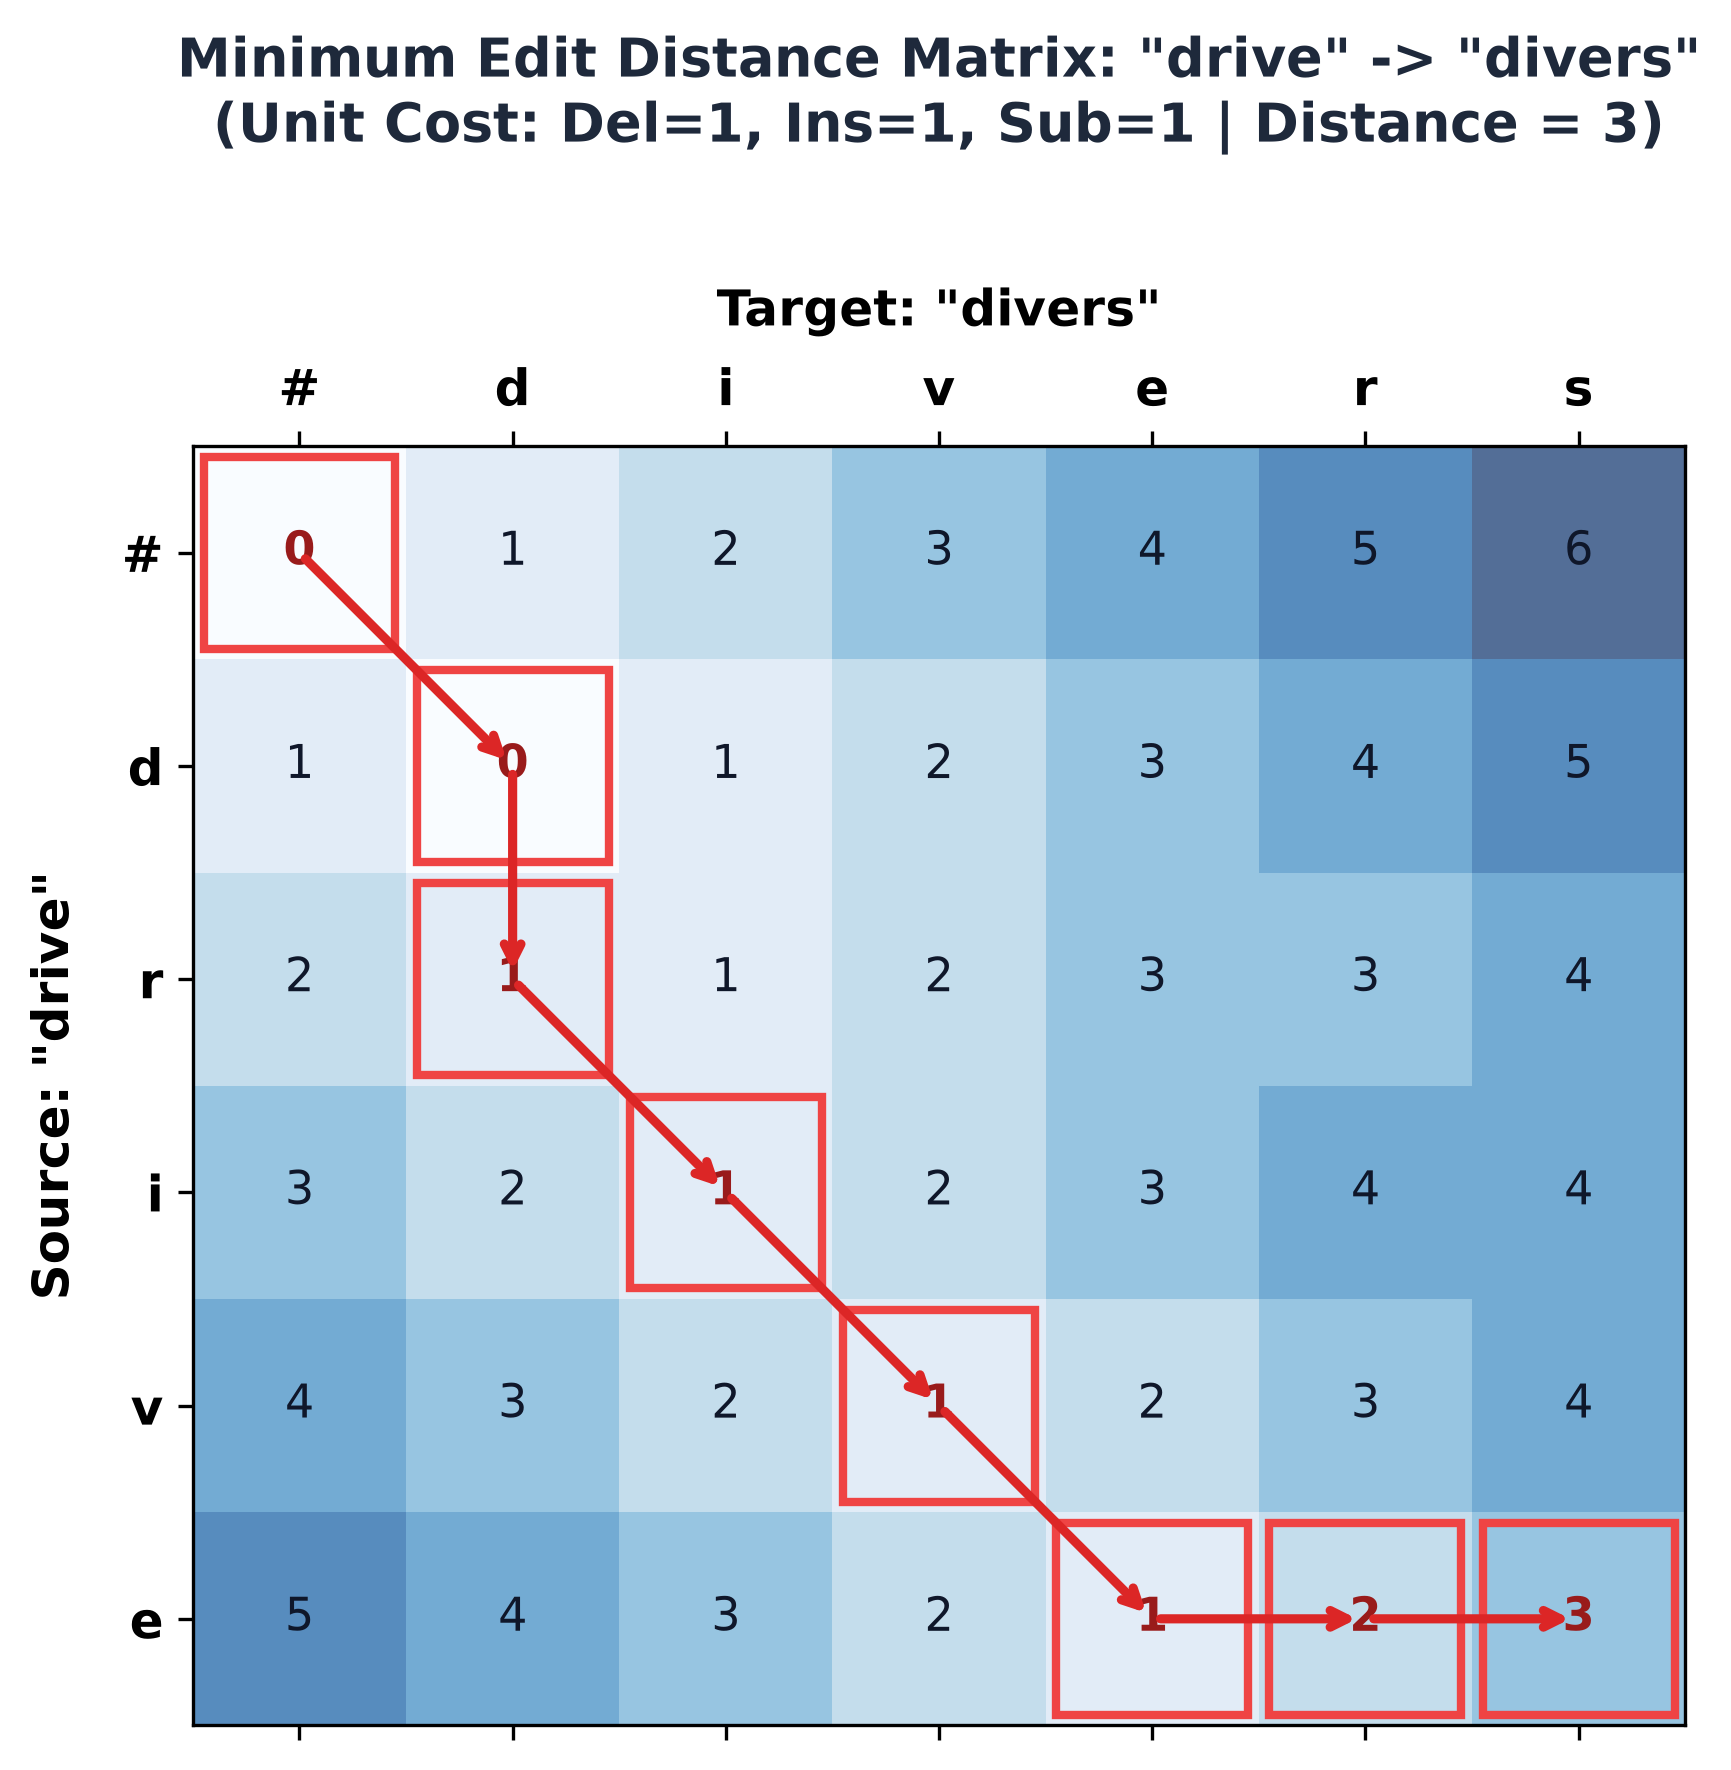 Minimum Edit Distance Matrix: "drive" -> "divers"
(Unit Cost: Del=1, Ins=1, Sub=1 | Distance = 3)
Target: "divers"
# d i v e r s
# 0 1 2 3 4 5 6
d 1 0 1 2 3 4 5
r 2 1 1 2 3 3 4
i 3 2 1 2 3 4 4
v 4 3 2 1 2 3 4
e 5 4 3 2 1 2 3
Source: "drive"